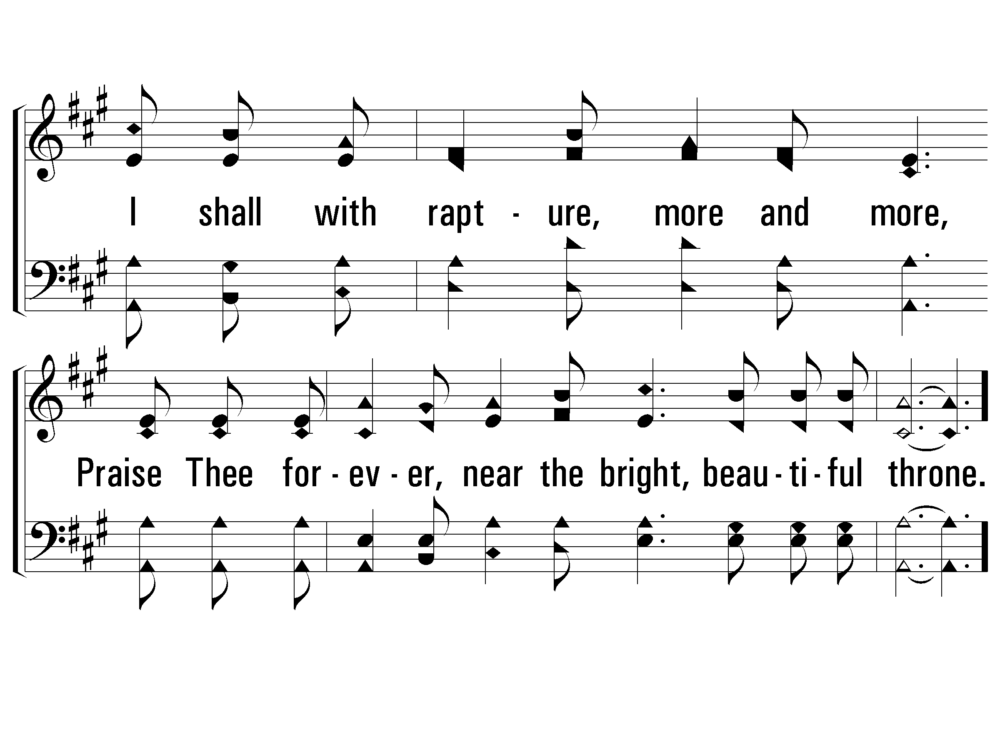 I shall with rapt - ure, more and more,
Praise Thee for - ev - er, near the bright, beau - ti - ful throne.